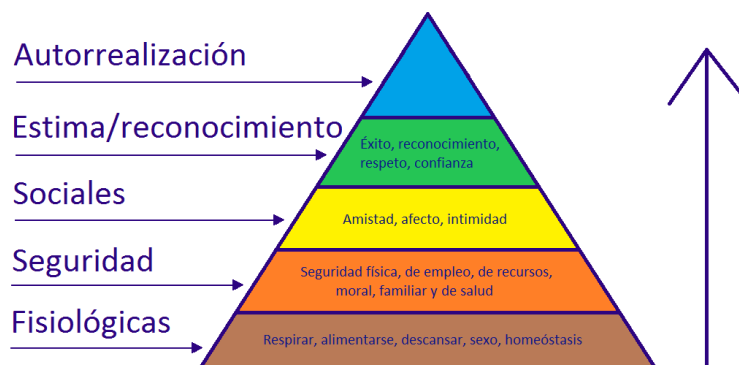 Autorrealización
Estima/reconocimiento
Éxito, reconocimiento,
respeto, confianza
Sociales
Amistad, afecto, intimidad
Seguridad
Seguridad física, de empleo, de recursos,
moral, familiar y de salud
Fisiológicas
Respirar, alimentarse, descansar, sexo, homeóstasis